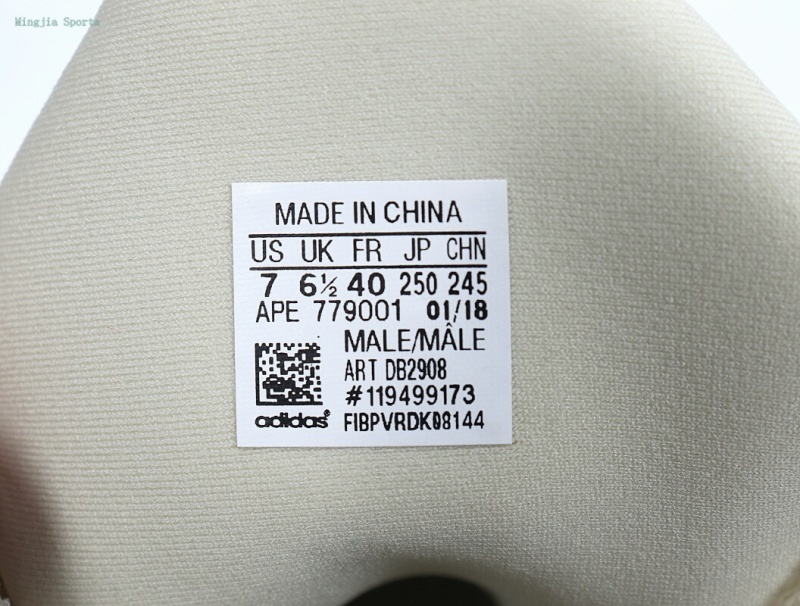 Mingjia Sports
MADE IN CHINA
US UK FR JP CHN
7 6½ 40 250 245
APE 779001 01/18
MALE/MÂLE
ART DB2908
#119499173
adidas® FIBPVRDK08144